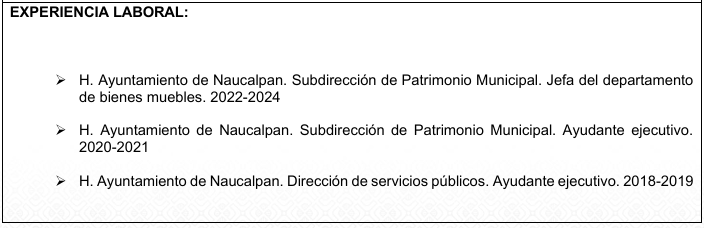 EXPERIENCIA LABORAL:
➢ H. Ayuntamiento de Naucalpan. Subdirección de Patrimonio Municipal. Jefa del departamento
de bienes muebles. 2022-2024
➢ H. Ayuntamiento de Naucalpan. Subdirección de Patrimonio Municipal. Ayudante ejecutivo.
2020-2021
➢ H. Ayuntamiento de Naucalpan. Dirección de servicios públicos. Ayudante ejecutivo. 2018-2019